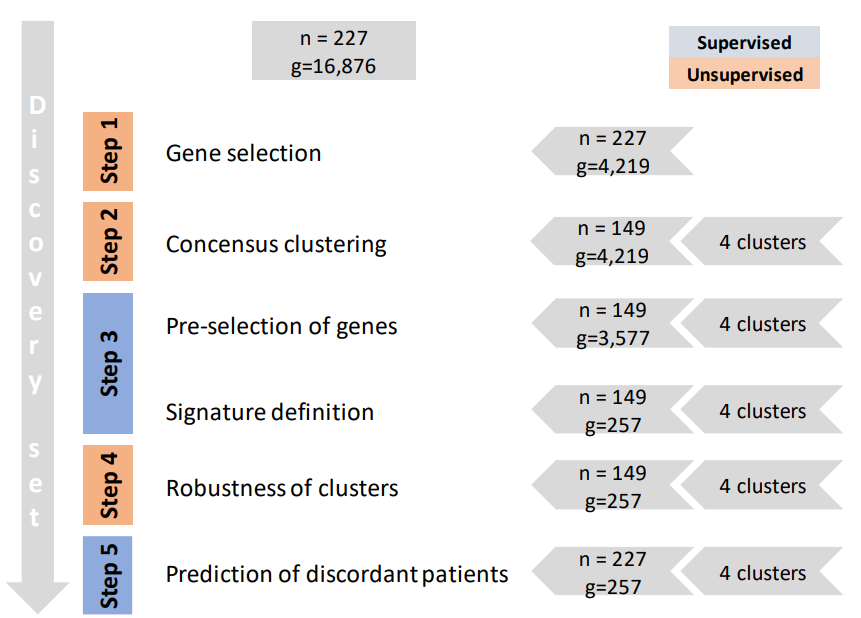 n = 227
g=16,876
Supervised
Unsupervised
Discovery set
Step 1
Gene selection
n = 227
g=4,219
Step 2
Concensus clustering
n = 149
g=4,219
4 clusters
Step 3
Pre-selection of genes
n = 149
g=3,577
4 clusters
Signature definition
n = 149
g=257
4 clusters
Step 4
Robustness of clusters
n = 149
g=257
4 clusters
Step 5
Prediction of discordant patients
n = 227
g=257
4 clusters